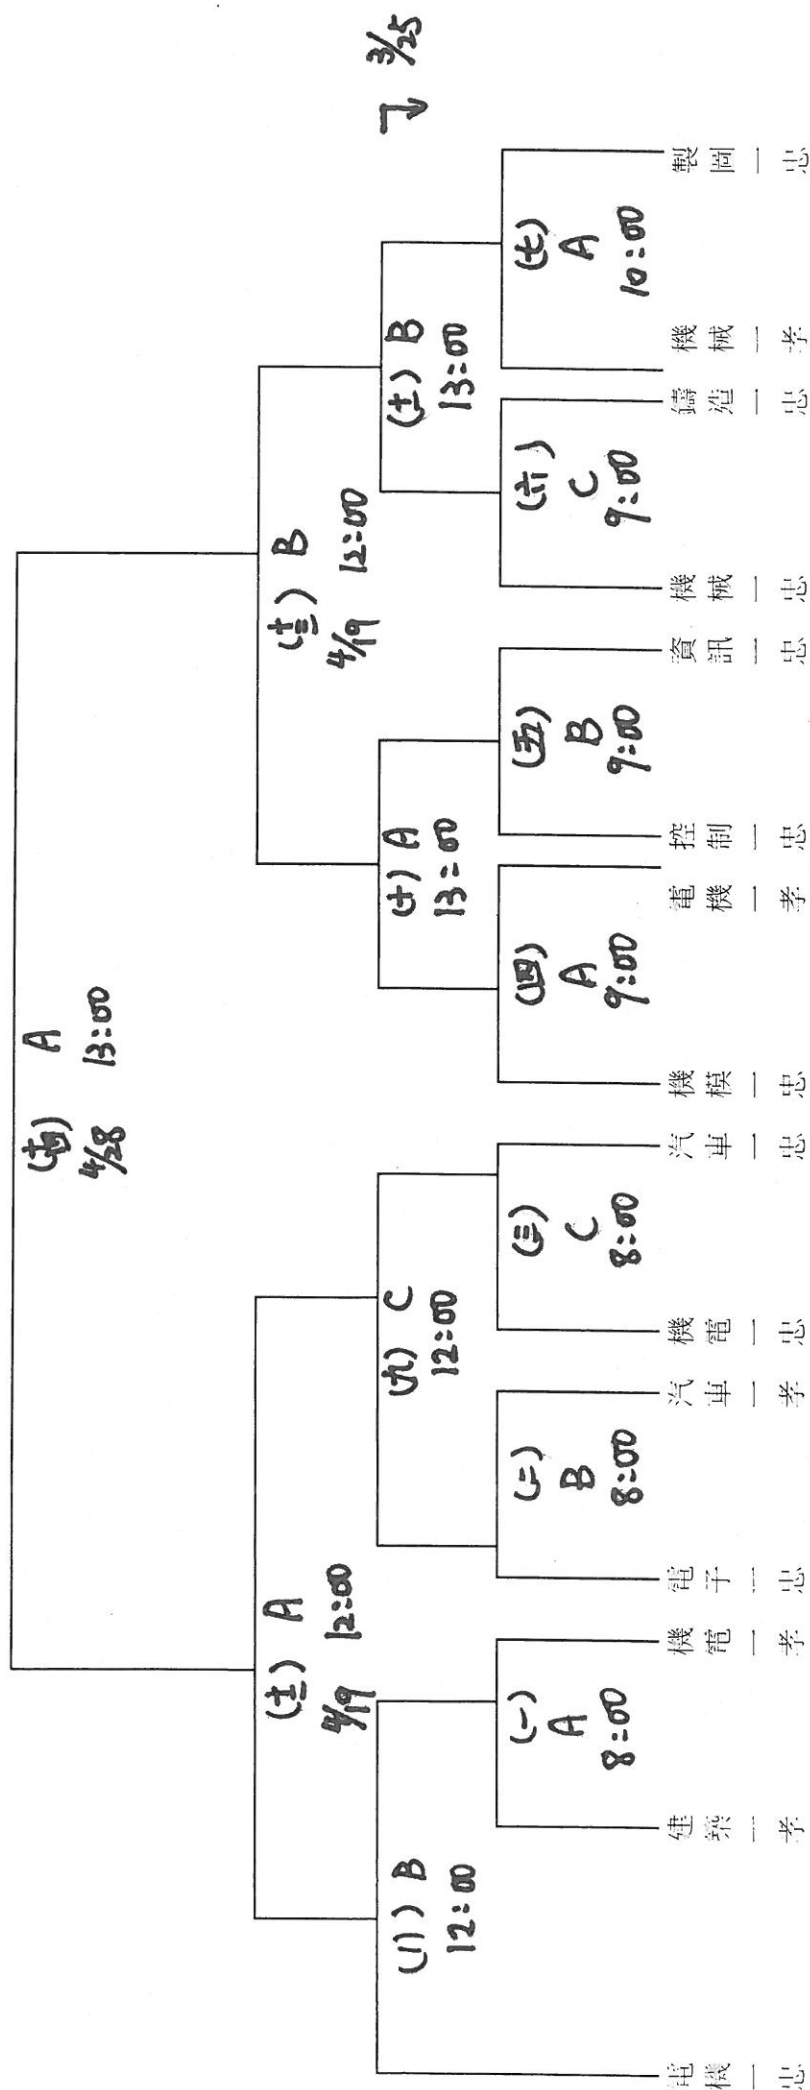 3/25
(十四) A
4/28 13:00
(十二) A
4/19 12:00
(十三) B
4/19 12:00
(八) B
12:00
(九) C
12:00
(十) A
13:00
(十一) B
13:00
(一)
A
8:00
(二)
B
8:00
(三)
C
8:00
(四)
A
9:00
(五)
B
9:00
(六)
C
9:00
(七)
A
10:00
電機一忠
建築一孝
機電一孝
電子一忠
汽車一孝
機電一忠
汽車一忠
機模一忠
電機一孝
控制一忠
資訊一忠
機械一忠
鑄造一忠
機械一孝
製圖一忠